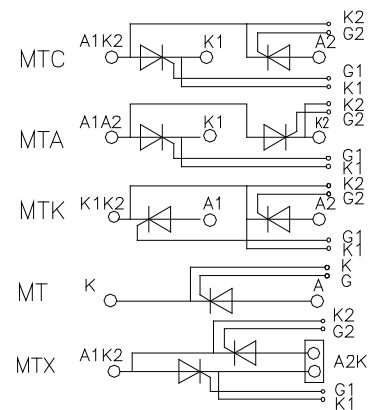 K2
G2
MTC A1K2 K1 A2
G1
K1
K2
G2
MTA A1A2 K1 K2
G1
K1
K2
G2
MTK K1K2 A1 A2
G1
K1
K
G
MT K A
K2
G2
MTX A1K2 A2K
G1
K1